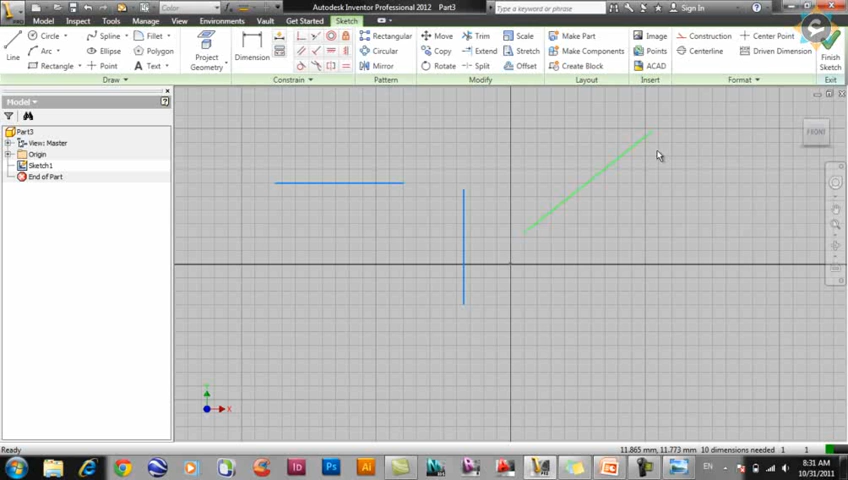 Color
Autodesk Inventor Professional 2012 Part3
Type a keyword or phrase
Sign In
PRO
Model Inspect Tools Manage View Environments Vault Get Started Sketch
Line
Circle
Arc
Rectangle
Spline
Ellipse
Point
Fillet
Polygon
Text
Draw
Project
Geometry
Dimension
Constrain
Rectangular
Circular
Mirror
Pattern
Move
Copy
Rotate
Trim
Extend
Split
Scale
Stretch
Offset
Modify
Make Part
Make Components
Create Block
Layout
Image
Points
ACAD
Insert
Construction
Centerline
Center Point
Driven Dimension
Format
Finish
Sketch
Exit
Model
Part3
View: Master
Origin
Sketch1
End of Part
FRONT
Y
X
Ready
11.865 mm, 11.773 mm 10 dimensions needed 1 1
Id
Ps
Ai
EN
8:31 AM
10/31/2011